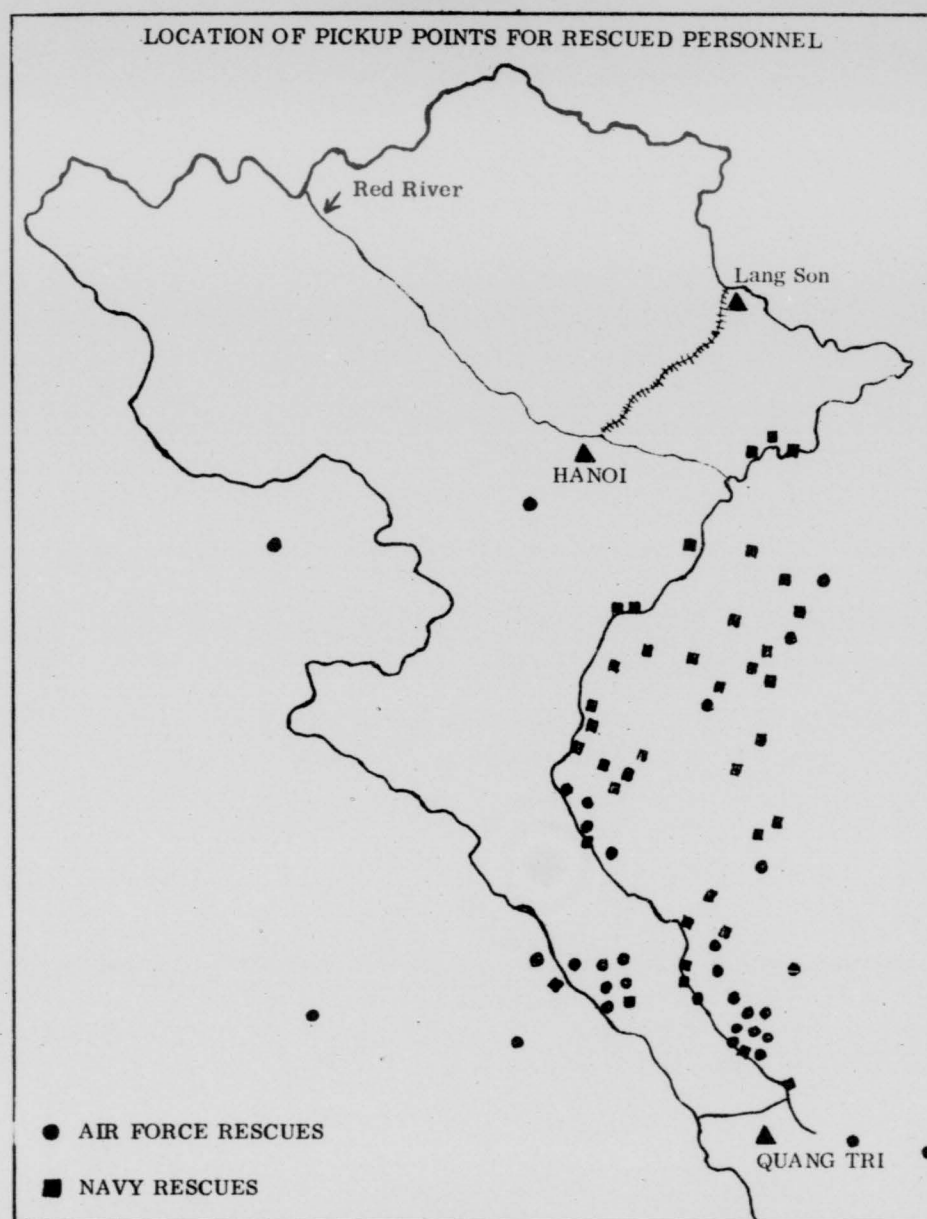 LOCATION OF PICKUP POINTS FOR RESCUED PERSONNEL
Red River
Lang Son
HANOI
AIR FORCE RESCUES
QUANG TRI
NAVY RESCUES